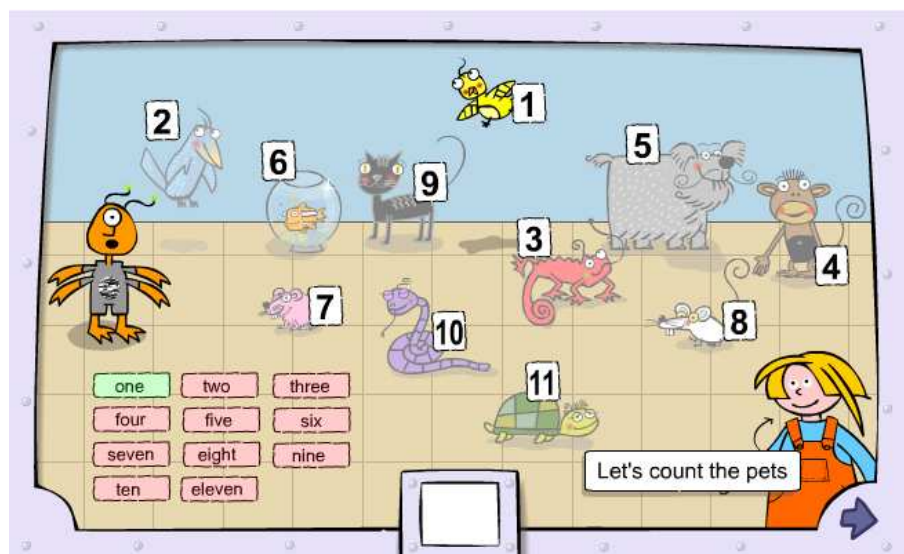 1
2
5
6
9
3
4
7
10
8
11
one two three
four five six
seven eight nine
ten eleven
Let's count the pets